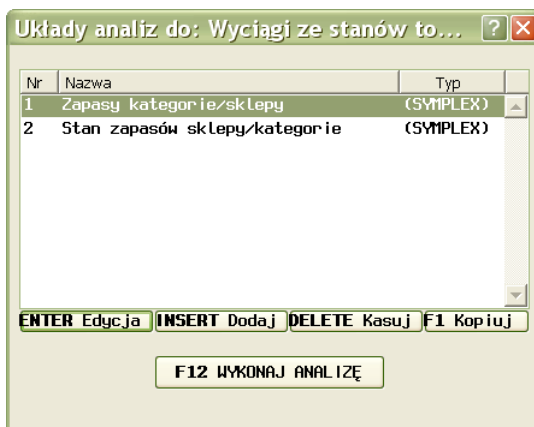 Układy analiz do: Wyciągi ze stanów to...
Nr Nazwa Typ
1 Zapasy kategorie/sklepy (SYMPLEX)
2 Stan zapasów sklepy/kategorie (SYMPLEX)
ENTER Edycja INSERT Dodaj DELETE Kasuj F1 Kopiuj
F12 WYKONAJ ANALIZĘ